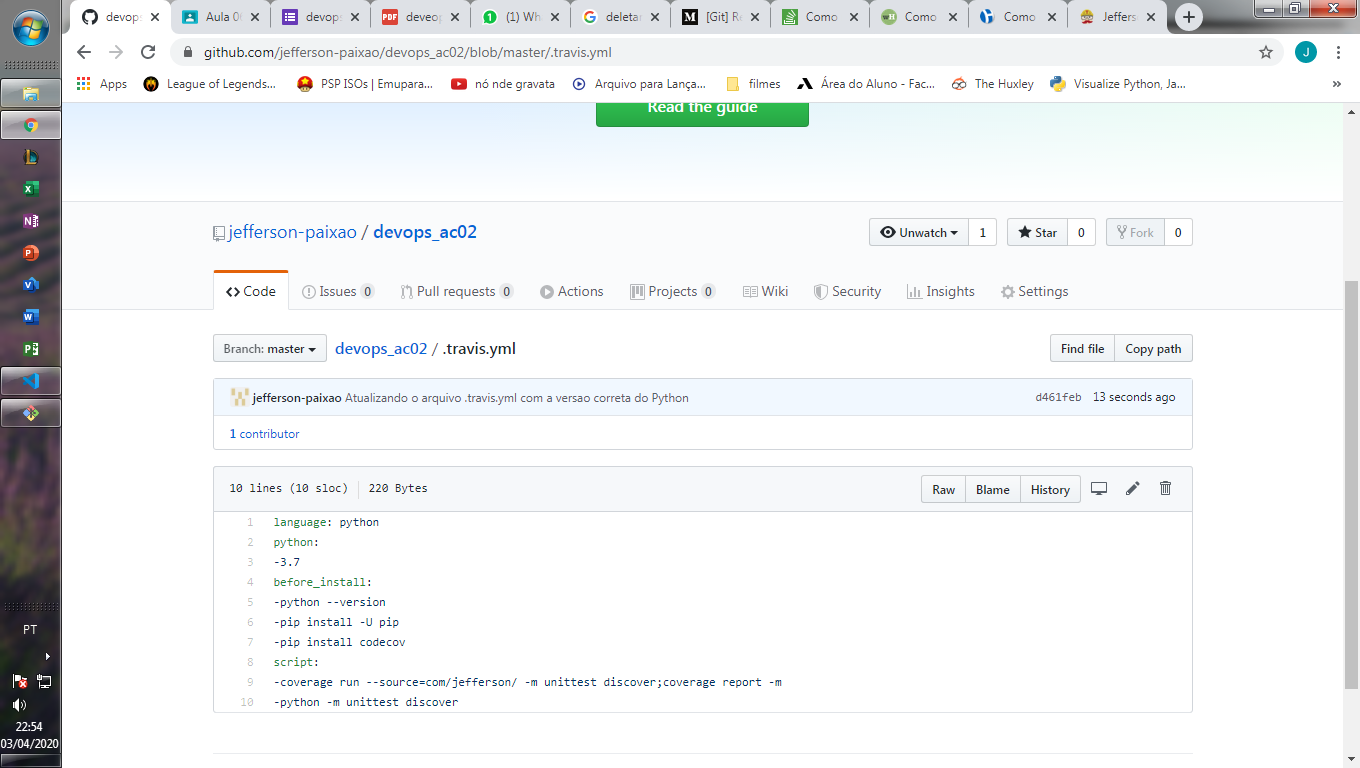 devops
Aula 0
devops
deveop
(1) Wh
deletar
[Git] R
Como
Como
Como
Jeffers
github.com/jefferson-paixao/devops_ac02/blob/master/.travis.yml
J
Apps League of Legends... PSP ISOs | Emupara... nó nde gravata Arquivo para Lança... filmes Área do Aluno - Fac... The Huxley Visualize Python, Ja... »
Read the guide
jefferson-paixao / devops_ac02
Unwatch 1 Star 0 Fork 0
Code Issues 0 Pull requests 0 Actions Projects 0 Wiki Security Insights Settings
Branch: master devops_ac02 / .travis.yml Find file Copy path
jefferson-paixao Atualizando o arquivo .travis.yml com a versao correta do Python d461feb 13 seconds ago
1 contributor
10 lines (10 sloc) 220 Bytes Raw Blame History
1 language: python
2 python:
3 -3.7
4 before_install:
5 -python --version
6 -pip install -U pip
7 -pip install codecov
8 script:
9 -coverage run --source=com/jefferson/ -m unittest discover;coverage report -m
10 -python -m unittest discover
PT
22:54
03/04/2020